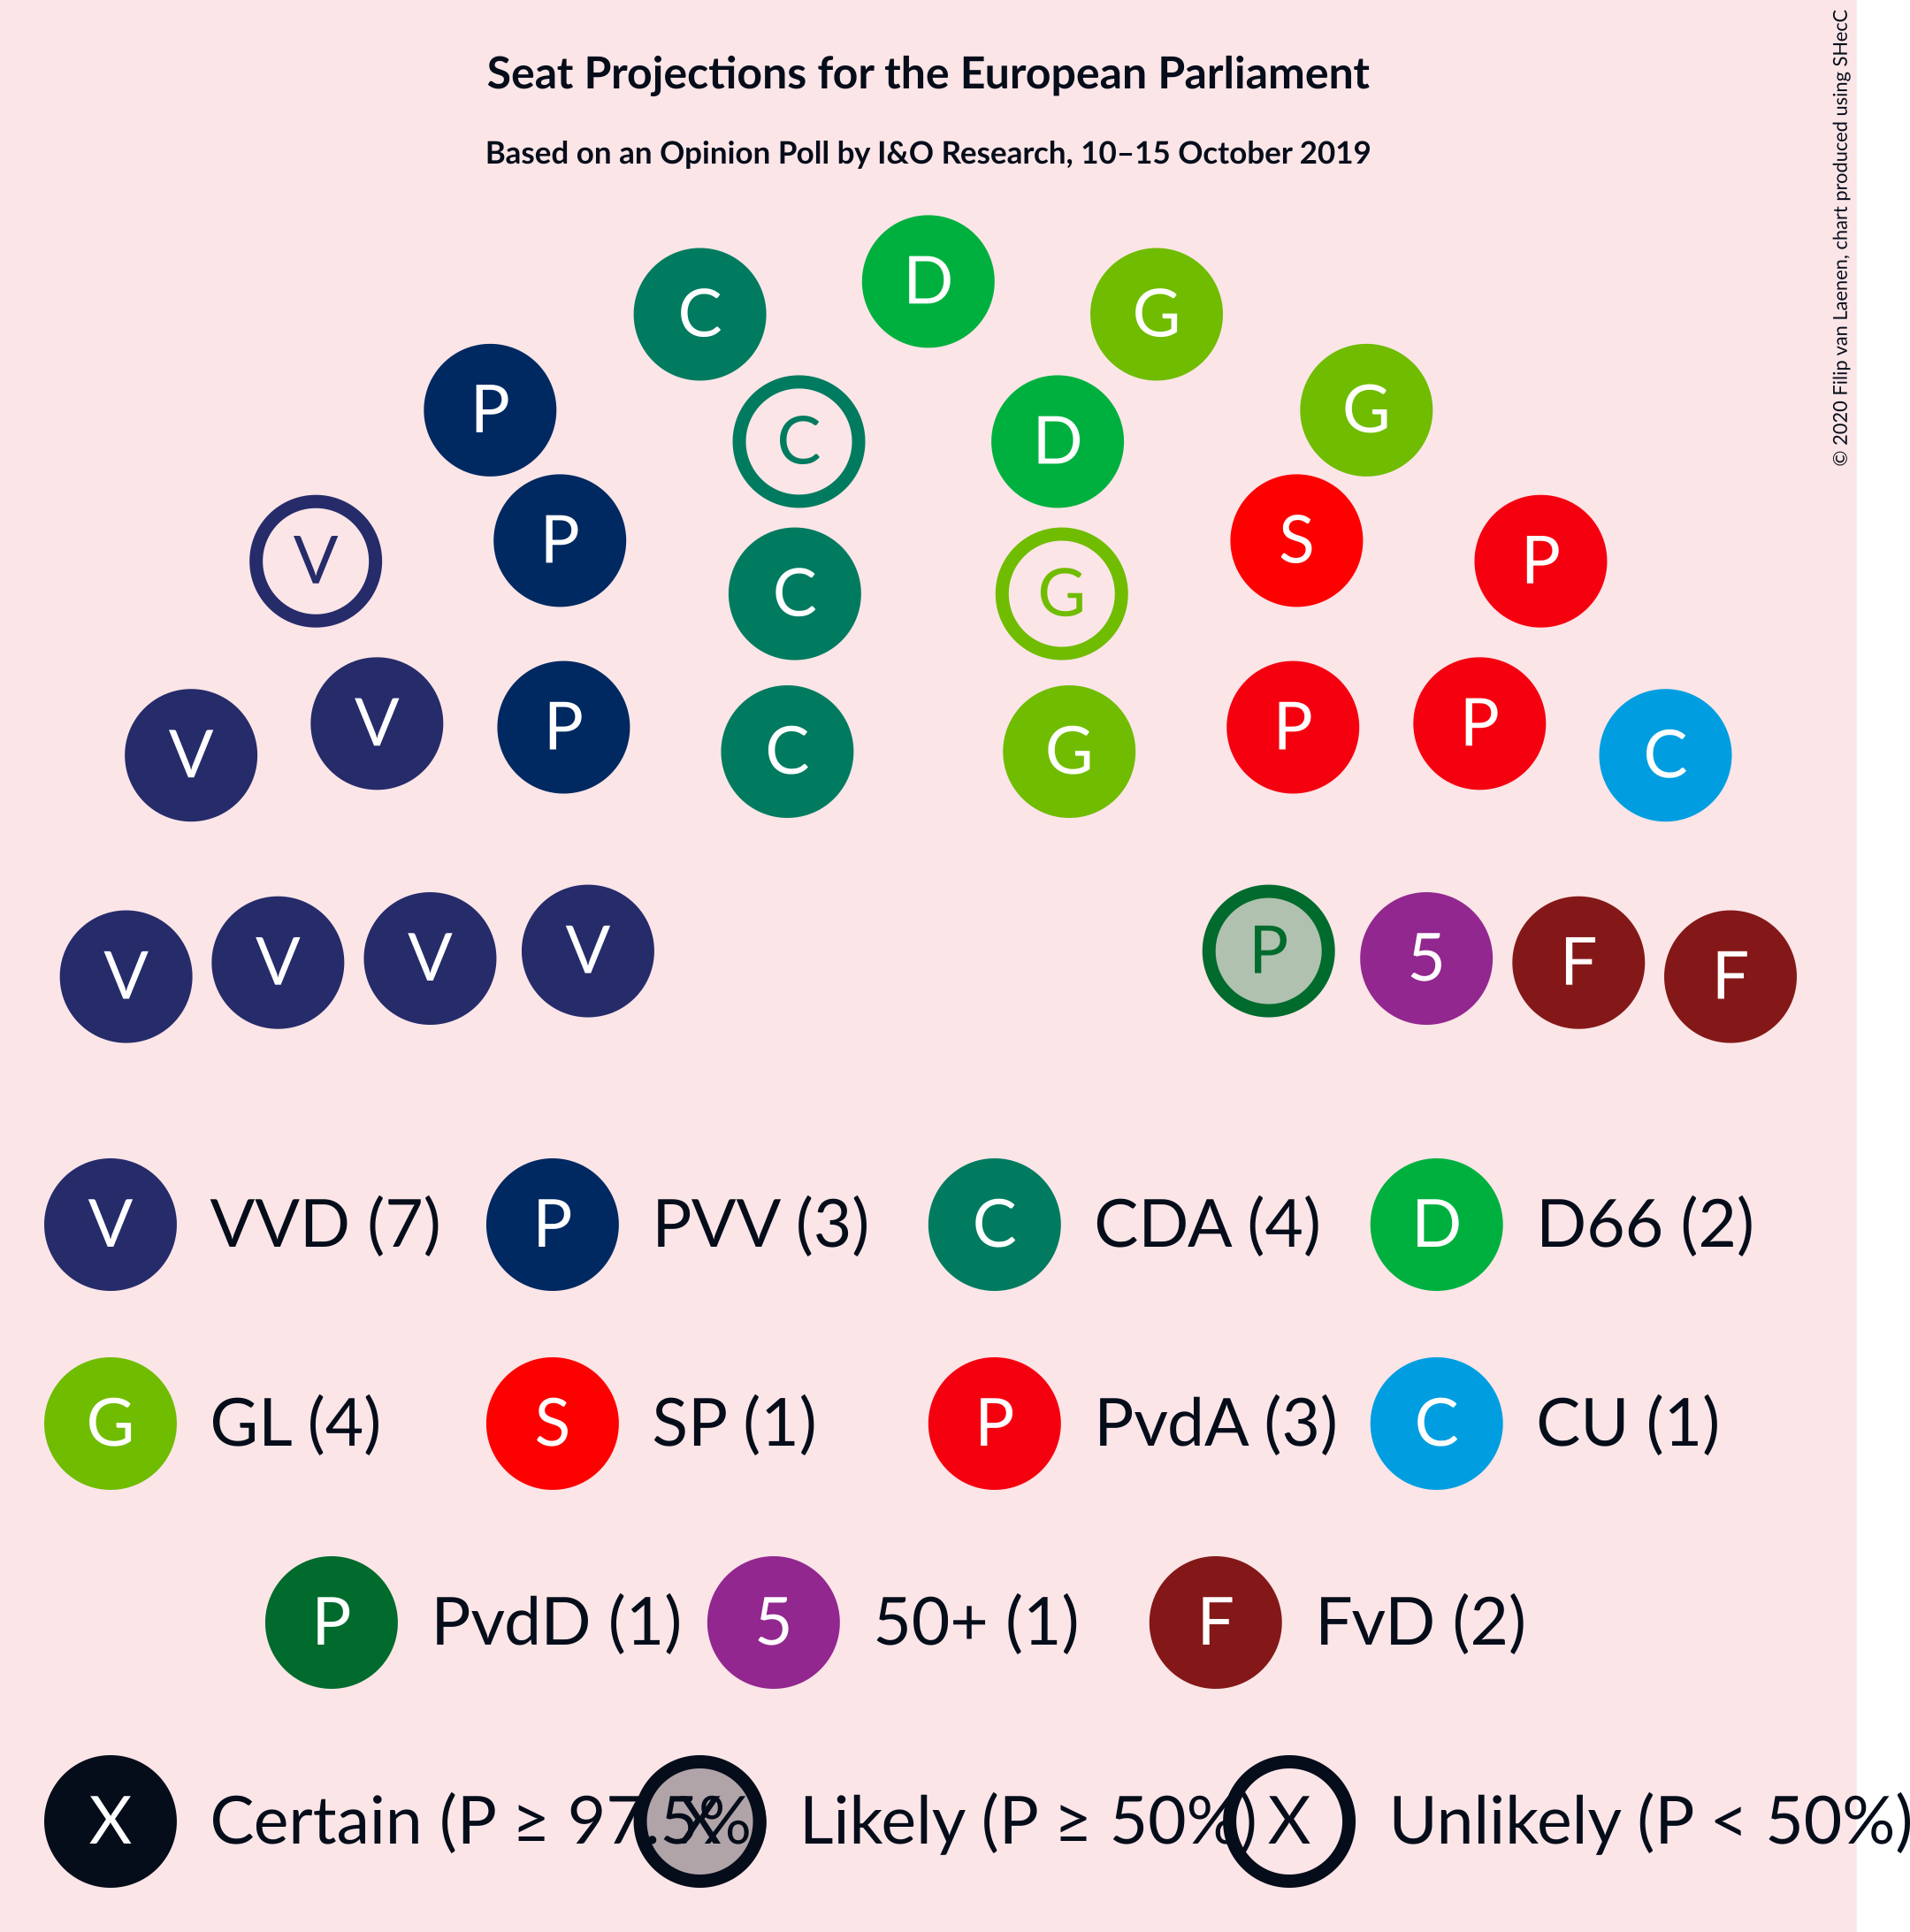 Seat Projections for the European Parliament
Based on an Opinion Poll by I&O Research, 10–15 October 2019
© 2020 Filip van Laenen, chart produced using SHecC
D
C G
P G
C D
V P S P
C G
V V P C G P P C
V V V V P 5 F F
V VVD (7) P PVV (3) C CDA (4) D D66 (2)
G GL (4) S SP (1) P PvdA (3) C CU (1)
P PvdD (1) 5 50+ (1) F FvD (2)
X Certain (P ≥ 97.5% X Likely (P ≥ 50%) X Unlikely (P < 50%)